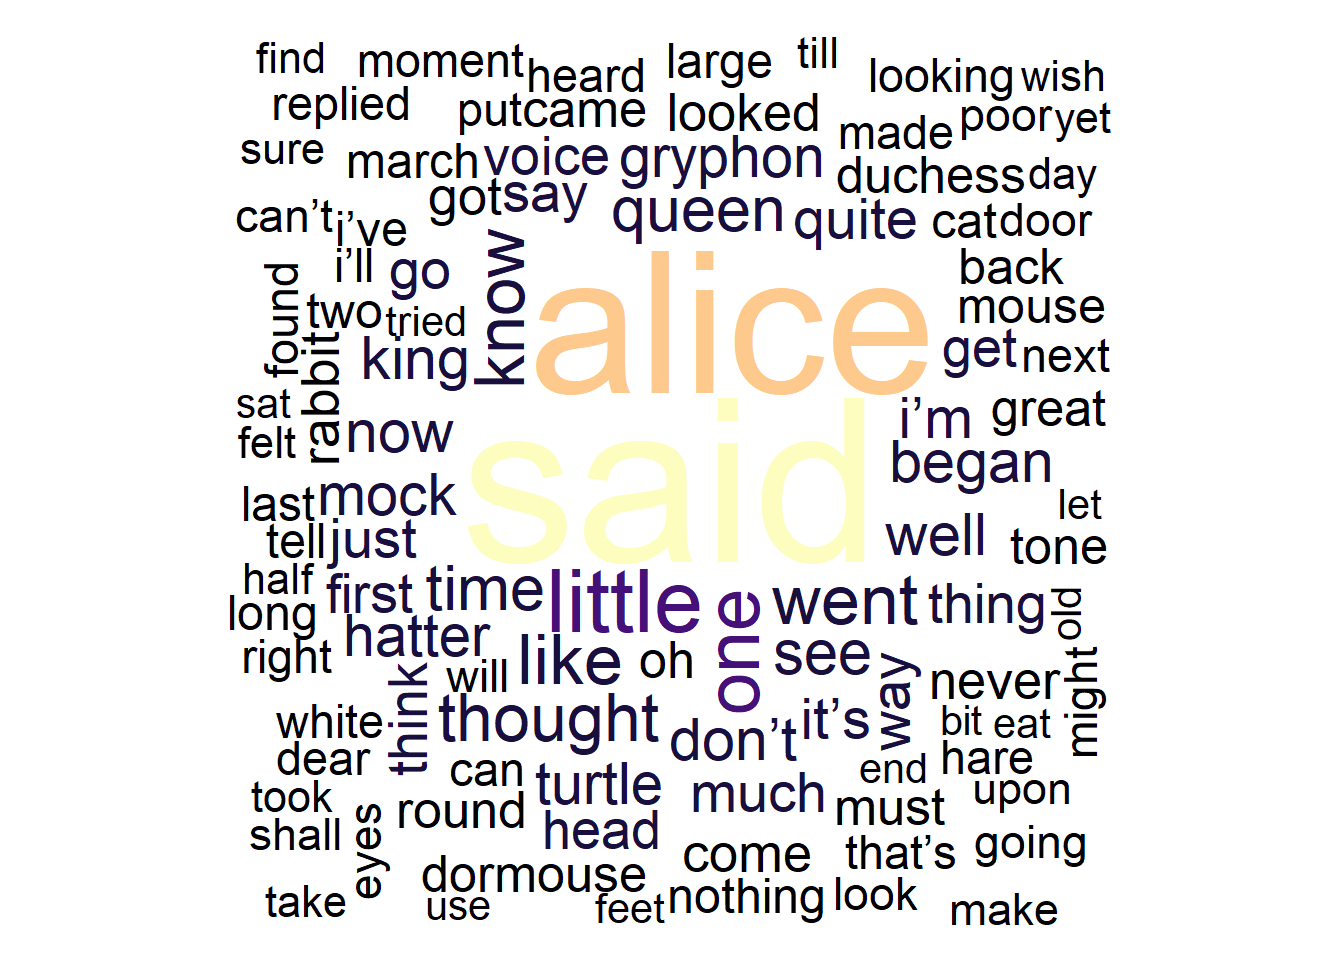 find moment heard large till looking wish
replied put came looked made poor yet
sure march voice gryphon duchess day
got say queen quite cat door
can’t i’ve know alice back
i’ll go mouse
found two tried
rabbit king get next
sat now said i’m great
felt began
last mock let
tell just well tone
half first time little one went thing old
long hatter like oh see
right think will way never might
white thought don’t it’s bit eat
dear can turtle much end hare
took round must upon
shall eyes head come that’s going
dormouse nothing look
take use feet make